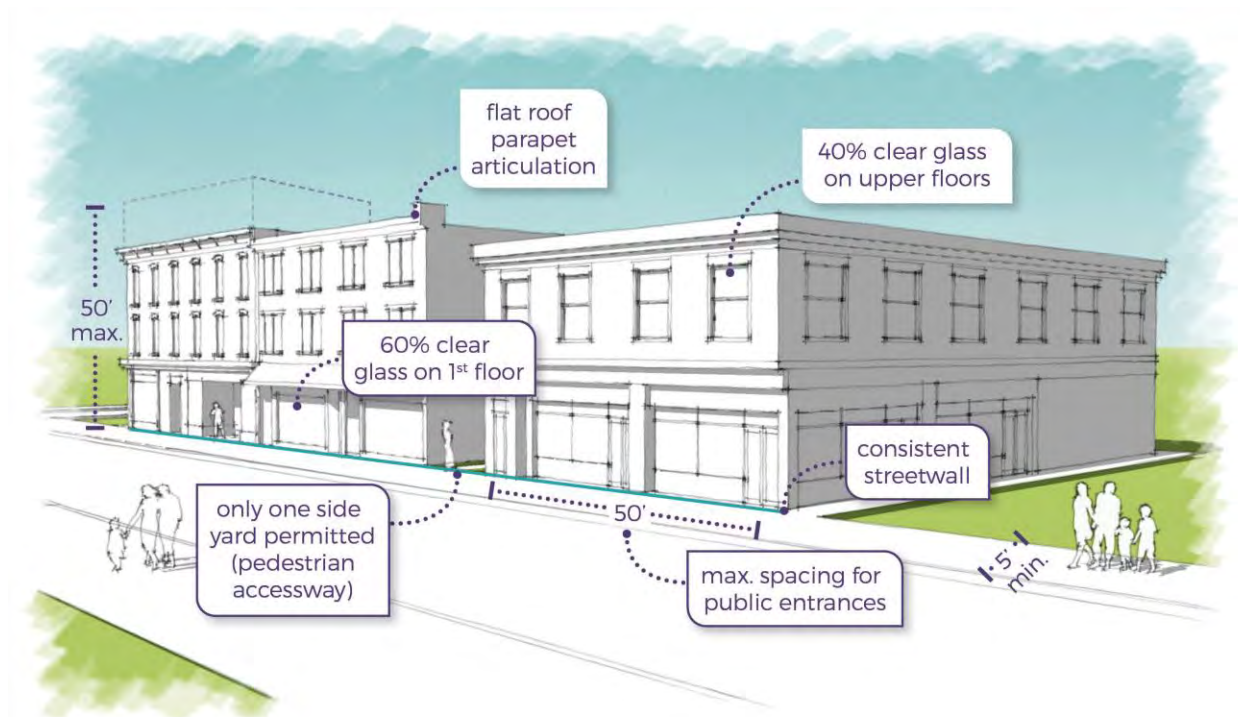 flat roof
parapet
articulation
40% clear glass
on upper floors
50’
max.
60% clear
glass on 1st floor
consistent
streetwall
only one side
yard permitted
(pedestrian
accessway)
50’
max. spacing for
public entrances
5’
min.